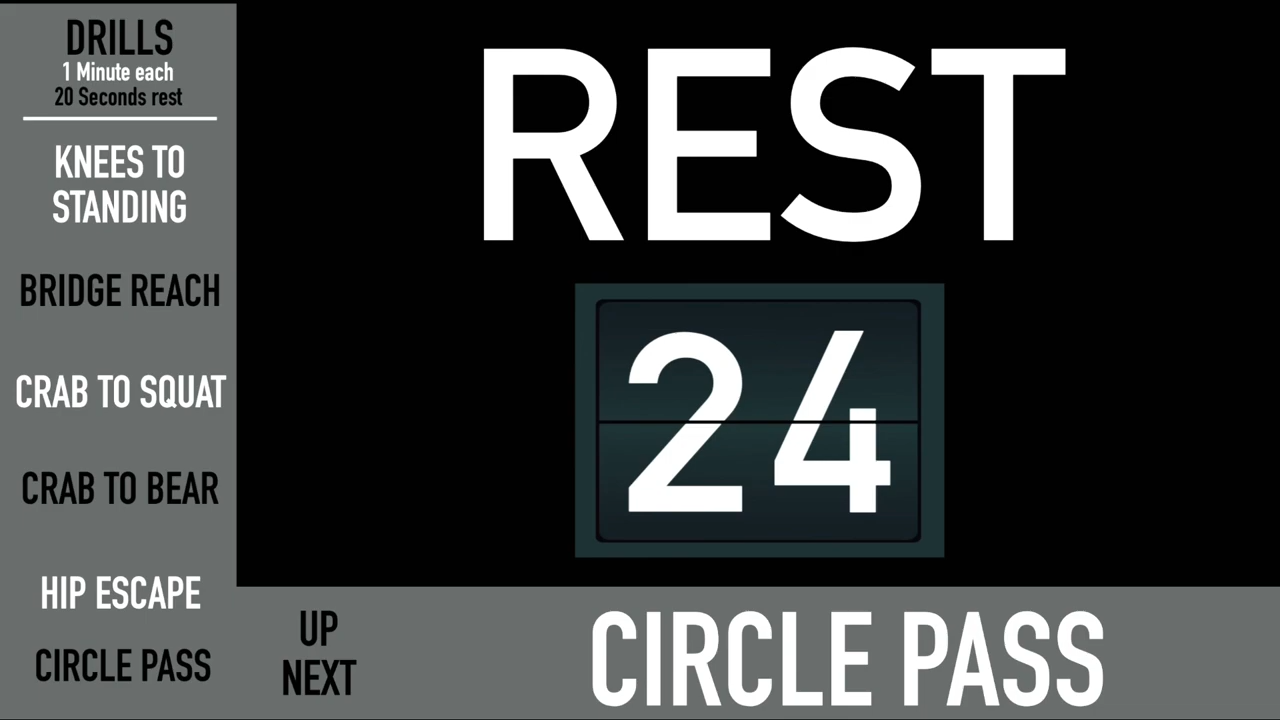 DRILLS
1 Minute each
20 Seconds rest
KNEES TO
STANDING
BRIDGE REACH
CRAB TO SQUAT
CRAB TO BEAR
HIP ESCAPE
CIRCLE PASS
REST
24
UP
NEXT
CIRCLE PASS